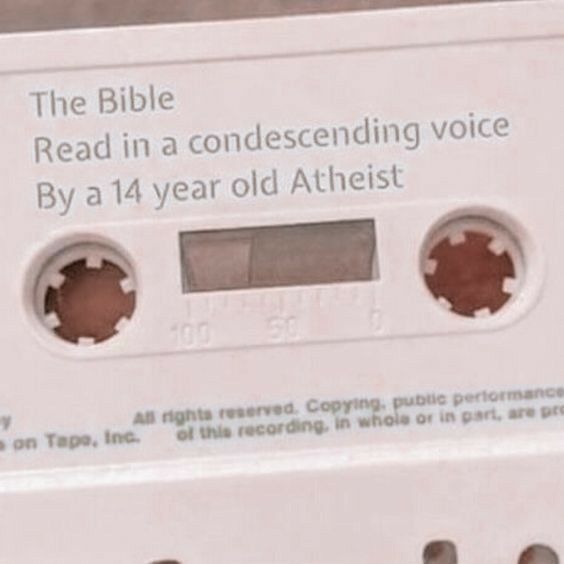 The Bible
Read in a condescending voice
By a 14 year old Atheist
100 50 0
All rights reserved. Copying, public performance
on Tape, Inc. of this recording, in whole or in part, are